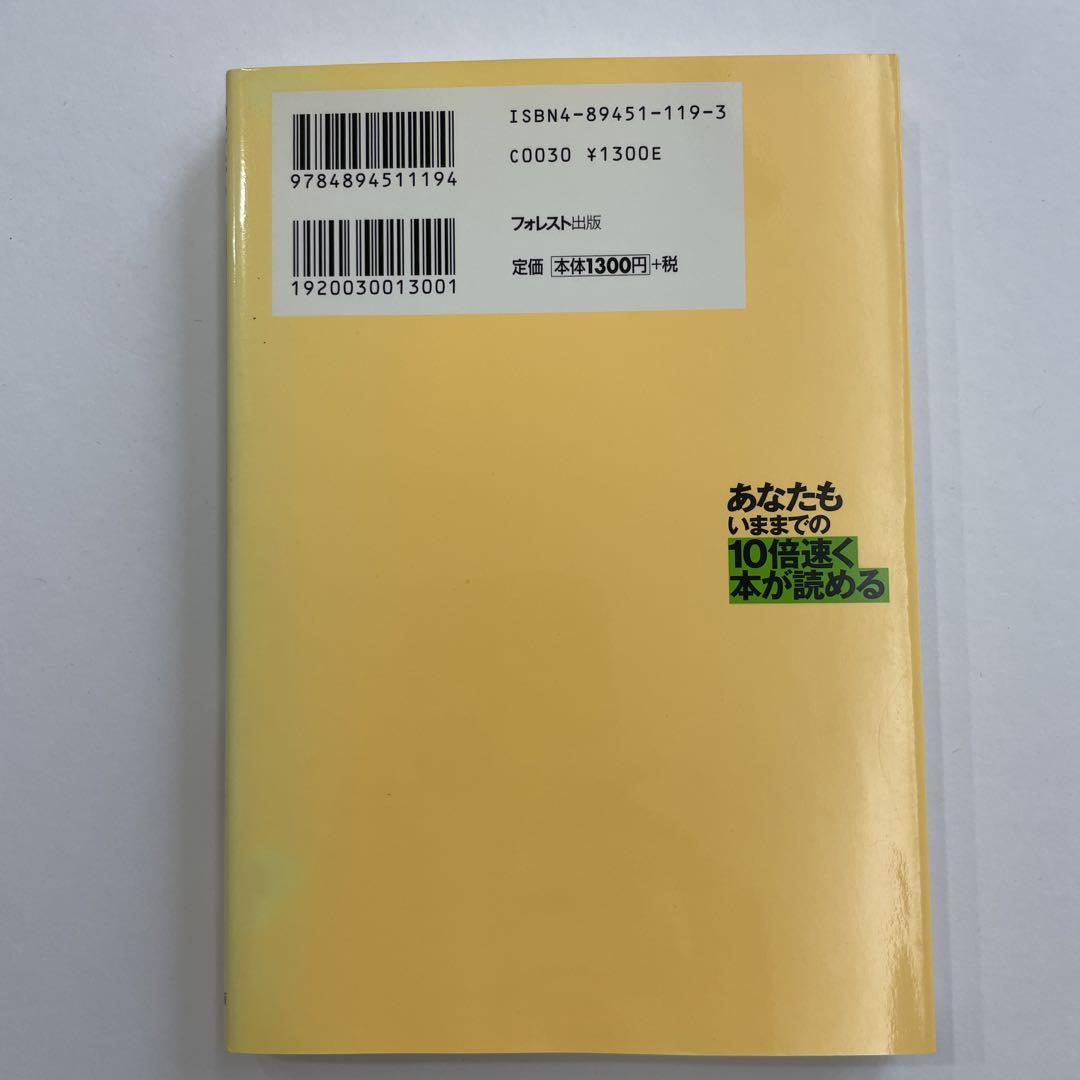 ISBN4-89451-119-3
C0030 ¥1300E
9784894511194
フォレスト出版
定価 本体1300円+税
1920030013001
あなたも
いままでの
10倍速く
本が読める